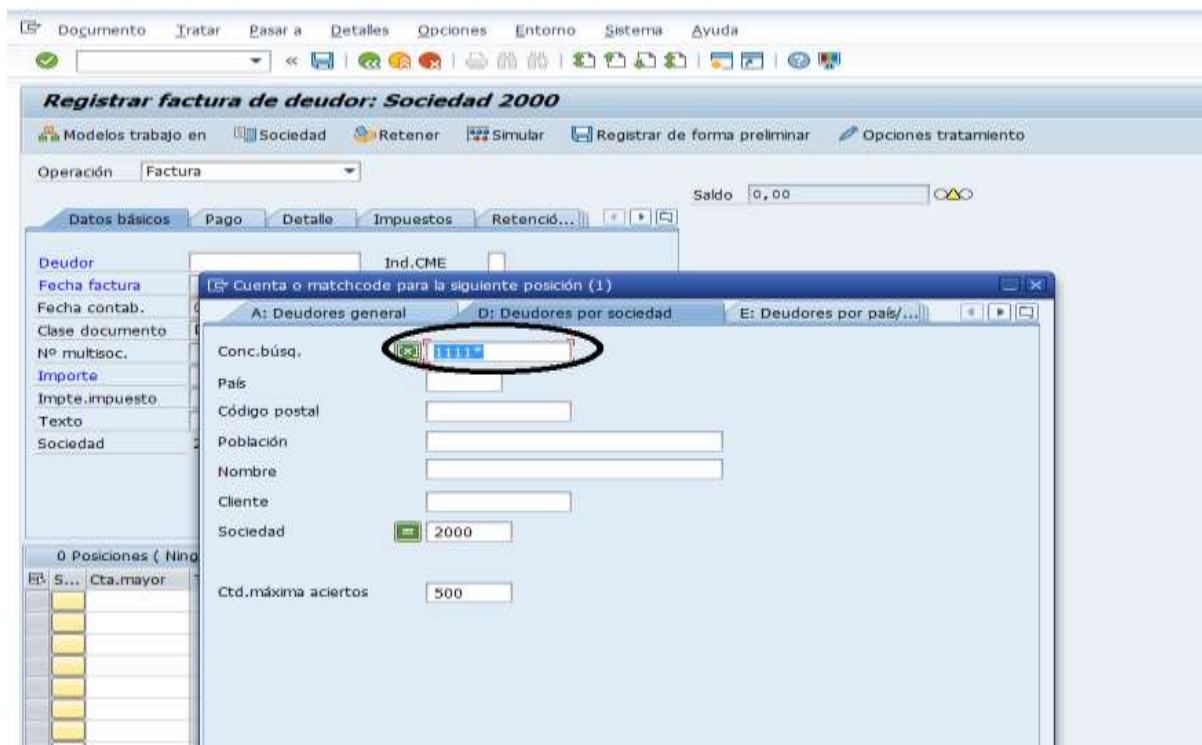 Documento Tratar Pasar a Detalles Opciones Entorno Sistema Ayuda
Registrar factura de deudor: Sociedad 2000
Modelos trabajo en Sociedad Retener Simular Registrar de forma preliminar Opciones tratamiento
Operación Factura
Saldo 0,00
Datos básicos Pago Detalle Impuestos Retenció...
Deudor Ind.CME
Fecha factura
Fecha contab.
Clase documento
Nº multisoc.
Importe
Impte.impuesto
Texto
Sociedad
0 Posiciones ( Ning
S... Cta.mayor
Cuenta o matchcode para la siguiente posición (1)
A: Deudores general D: Deudores por sociedad E: Deudores por país/...
Conc.búsq. 1111*
País
Código postal
Población
Nombre
Cliente
Sociedad 2000
Ctd.máxima aciertos 500